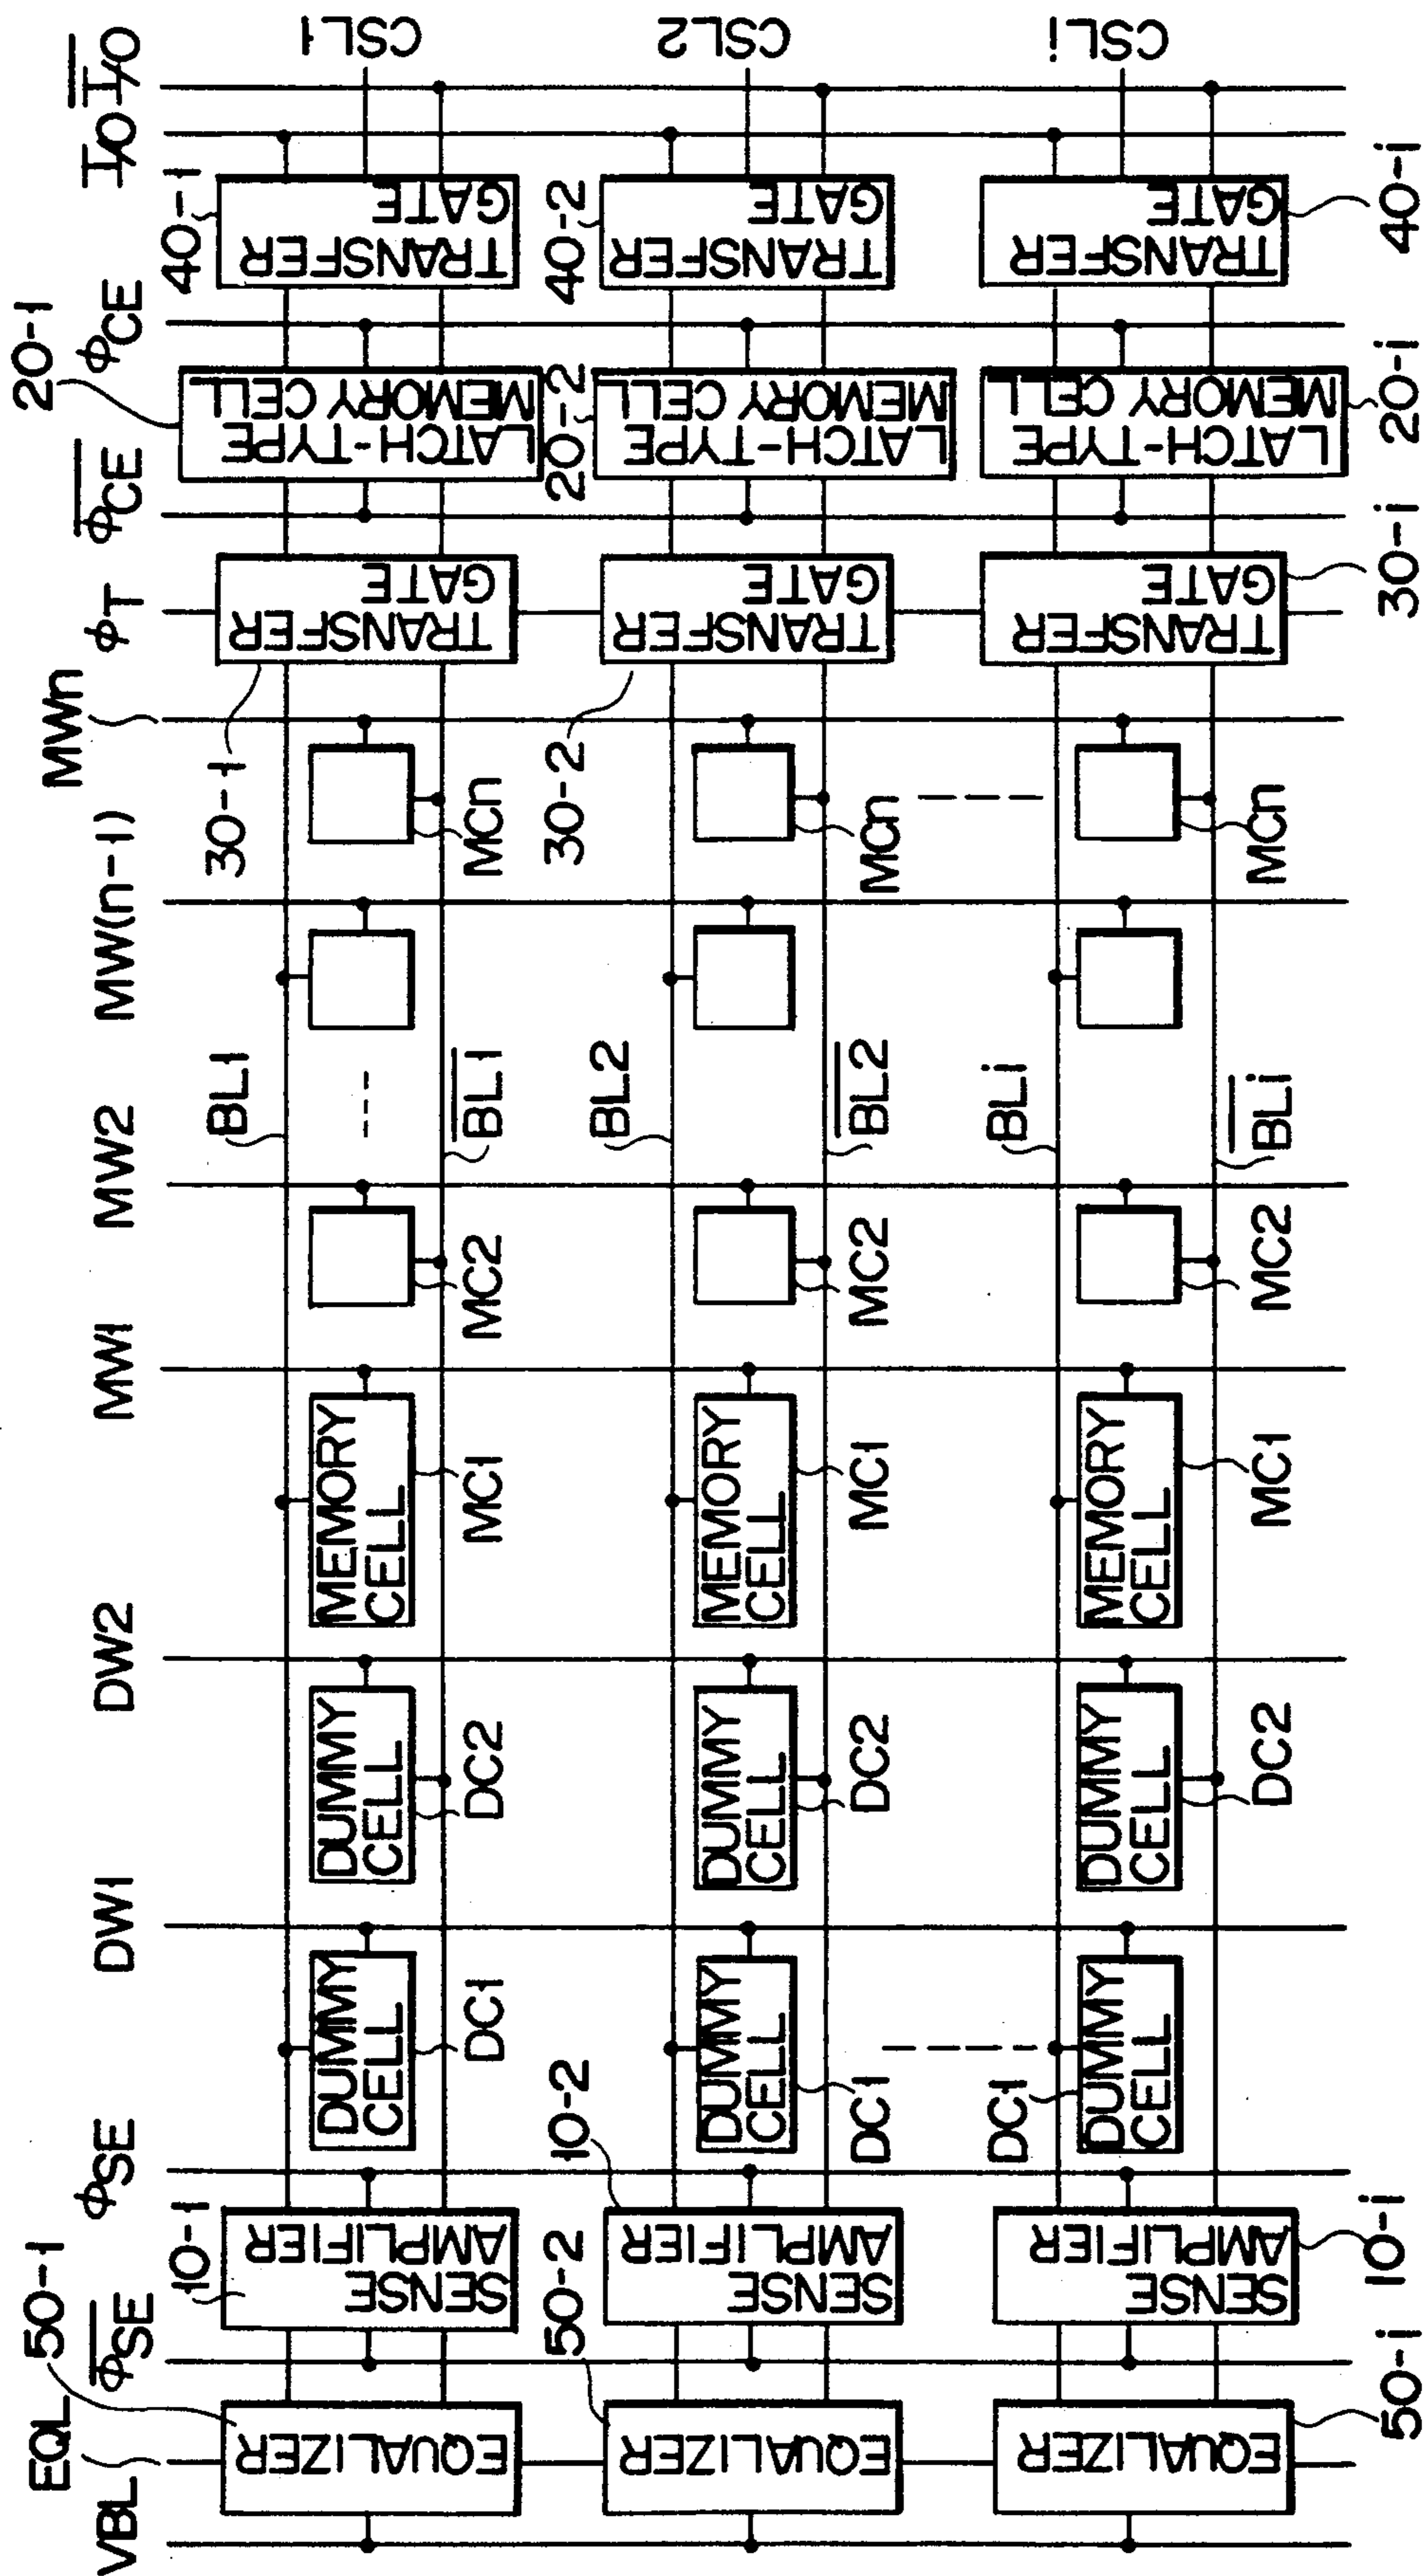 VBL
EQL
50-1
φ̅S̅E̅
10-1
φSE
DW1
DW2
MW1
MW2
MW(n-1)
MWn
φT
φ̅C̅E̅
20-1
φCE
40-1
I/O
I̅/̅O̅
EQUALIZER
SENSE
AMPLIFIER
DUMMY
CELL
DC1
DUMMY
CELL
DC2
MEMORY
CELL
MC1
MC2
BL1
B̅L̅1̅
MCn
30-1
TRANSFER
GATE
LATCH-TYPE
MEMORY CELL
TRANSFER
GATE
CSL1
50-2
EQUALIZER
10-2
SENSE
AMPLIFIER
DUMMY
CELL
DC1
DUMMY
CELL
DC2
MEMORY
CELL
MC1
MC2
BL2
B̅L̅2̅
MCn
30-2
TRANSFER
GATE
20-2
LATCH-TYPE
MEMORY CELL
40-2
TRANSFER
GATE
CSL2
EQUALIZER
50-i
SENSE
AMPLIFIER
10-i
DC1
DUMMY
CELL
DUMMY
CELL
DC2
MEMORY
CELL
MC1
MC2
BLi
B̅L̅i̅
MCn
TRANSFER
GATE
30-i
LATCH-TYPE
MEMORY CELL
20-i
TRANSFER
GATE
40-i
CSLi